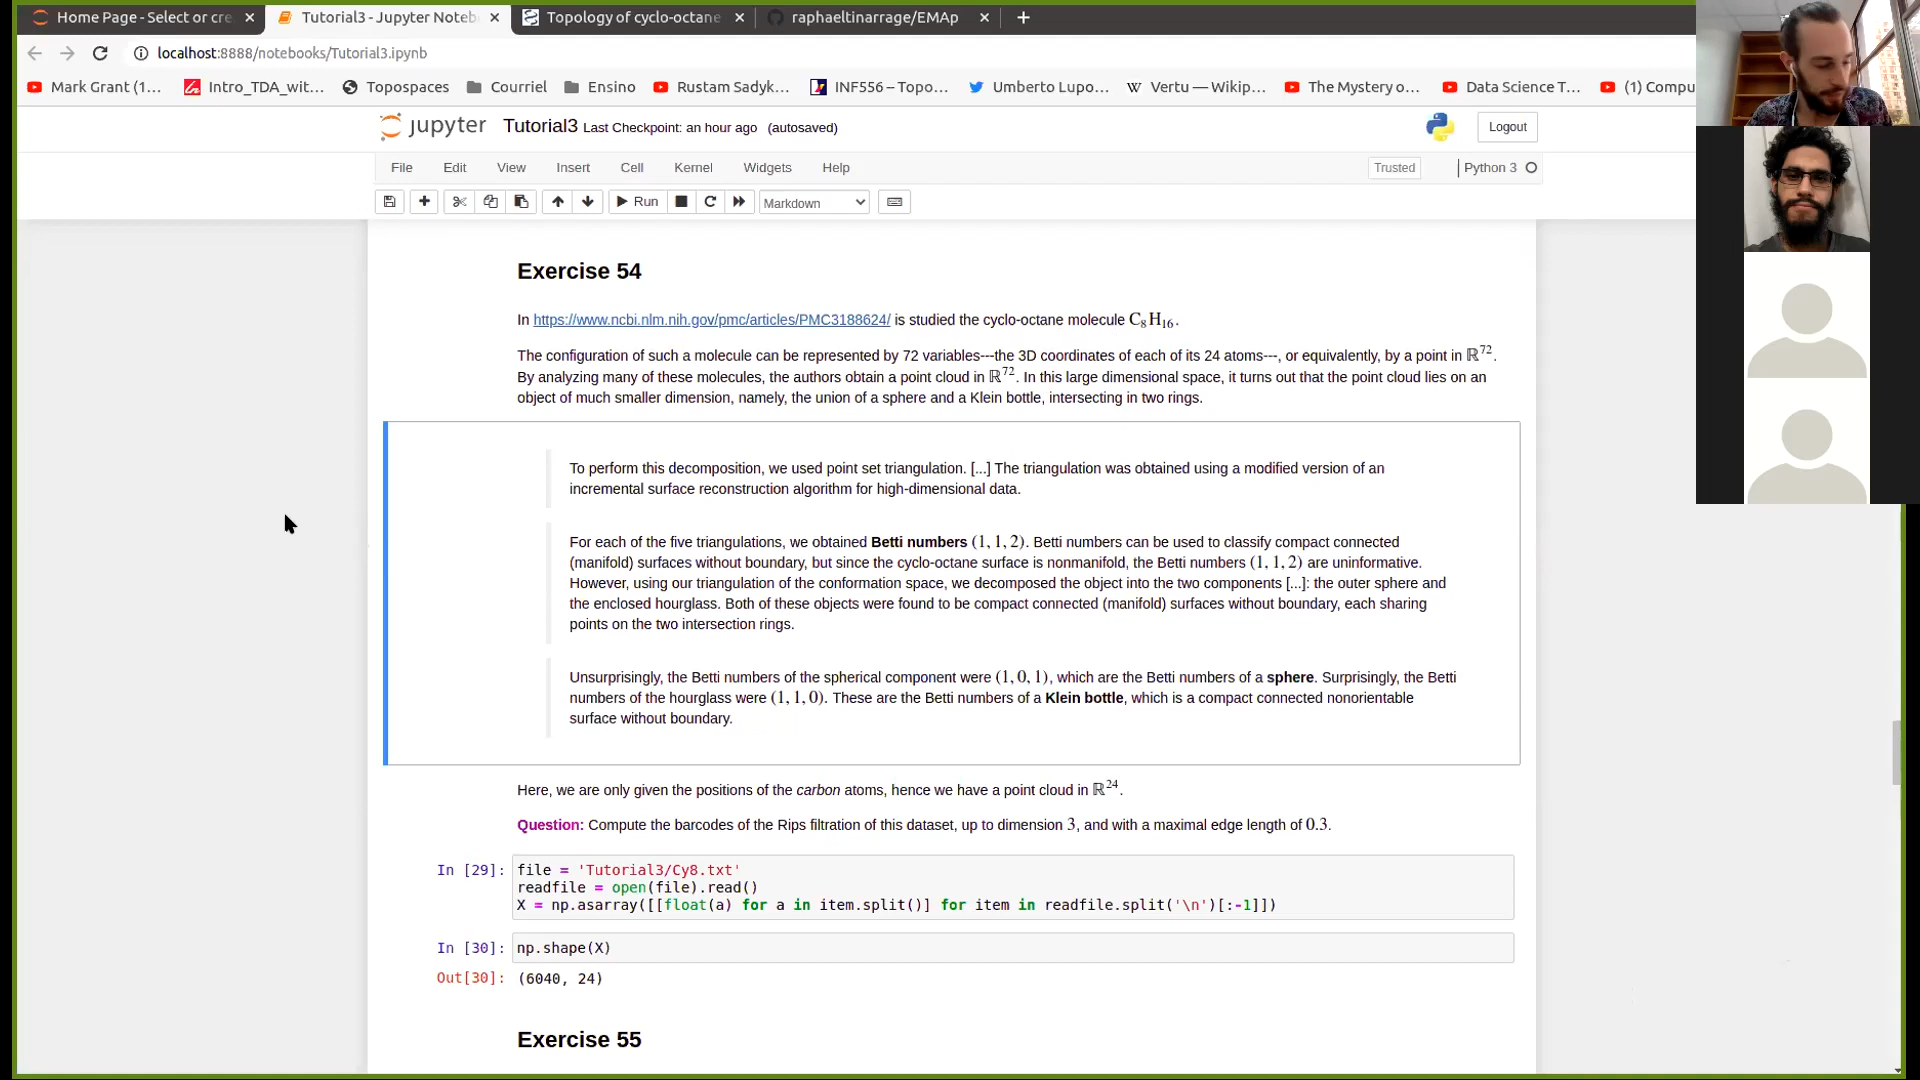 Home Page - Select or cre
Tutorial3 - Jupyter Noteb
Topology of cyclo-octane
raphaeltinarrage/EMAp
localhost:8888/notebooks/Tutorial3.ipynb
Mark Grant (1... Intro_TDA_wit... Topospaces Courriel Ensino Rustam Sadyk... INF556 – Topo... Umberto Lupo... Vertu — Wikip... The Mystery o... Data Science T... (1) Compu
jupyter Tutorial3 Last Checkpoint: an hour ago (autosaved) Logout
File Edit View Insert Cell Kernel Widgets Help Trusted Python 3
Run Markdown
Exercise 54
In https://www.ncbi.nlm.nih.gov/pmc/articles/PMC3188624/ is studied the cyclo-octane molecule C₈H₁₆.
The configuration of such a molecule can be represented by 72 variables---the 3D coordinates of each of its 24 atoms---, or equivalently, by a point in ℝ⁷².
By analyzing many of these molecules, the authors obtain a point cloud in ℝ⁷². In this large dimensional space, it turns out that the point cloud lies on an
object of much smaller dimension, namely, the union of a sphere and a Klein bottle, intersecting in two rings.
To perform this decomposition, we used point set triangulation. [...] The triangulation was obtained using a modified version of an
incremental surface reconstruction algorithm for high-dimensional data.
For each of the five triangulations, we obtained Betti numbers (1, 1, 2). Betti numbers can be used to classify compact connected
(manifold) surfaces without boundary, but since the cyclo-octane surface is nonmanifold, the Betti numbers (1, 1, 2) are uninformative.
However, using our triangulation of the conformation space, we decomposed the object into the two components [...]: the outer sphere and
the enclosed hourglass. Both of these objects were found to be compact connected (manifold) surfaces without boundary, each sharing
points on the two intersection rings.
Unsurprisingly, the Betti numbers of the spherical component were (1, 0, 1), which are the Betti numbers of a sphere. Surprisingly, the Betti
numbers of the hourglass were (1, 1, 0). These are the Betti numbers of a Klein bottle, which is a compact connected nonorientable
surface without boundary.
Here, we are only given the positions of the carbon atoms, hence we have a point cloud in ℝ²⁴.
Question: Compute the barcodes of the Rips filtration of this dataset, up to dimension 3, and with a maximal edge length of 0.3.
In [29]: file = 'Tutorial3/Cy8.txt'
readfile = open(file).read()
X = np.asarray([[float(a) for a in item.split()] for item in readfile.split('\n')[:-1]])
In [30]: np.shape(X)
Out[30]: (6040, 24)
Exercise 55